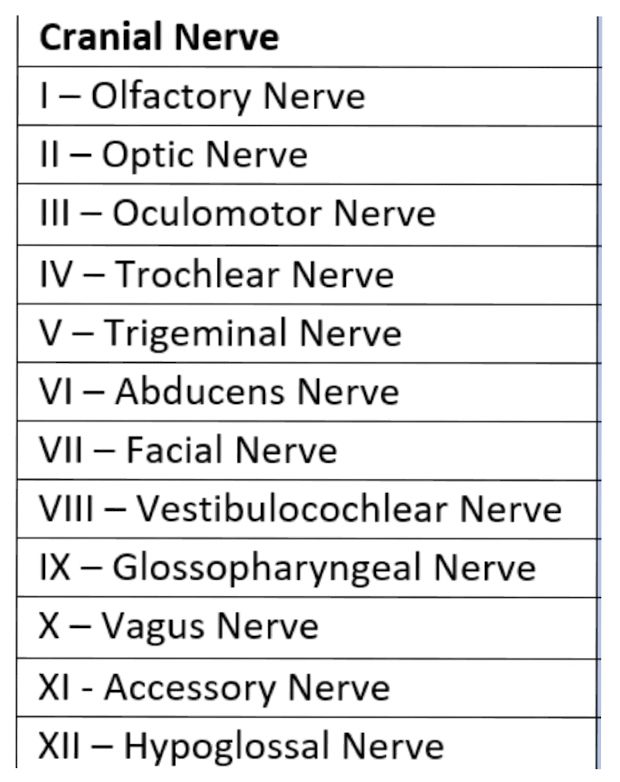 Cranial Nerve
I – Olfactory Nerve
II – Optic Nerve
III – Oculomotor Nerve
IV – Trochlear Nerve
V – Trigeminal Nerve
VI – Abducens Nerve
VII – Facial Nerve
VIII – Vestibulocochlear Nerve
IX – Glossopharyngeal Nerve
X – Vagus Nerve
XI - Accessory Nerve
XII – Hypoglossal Nerve